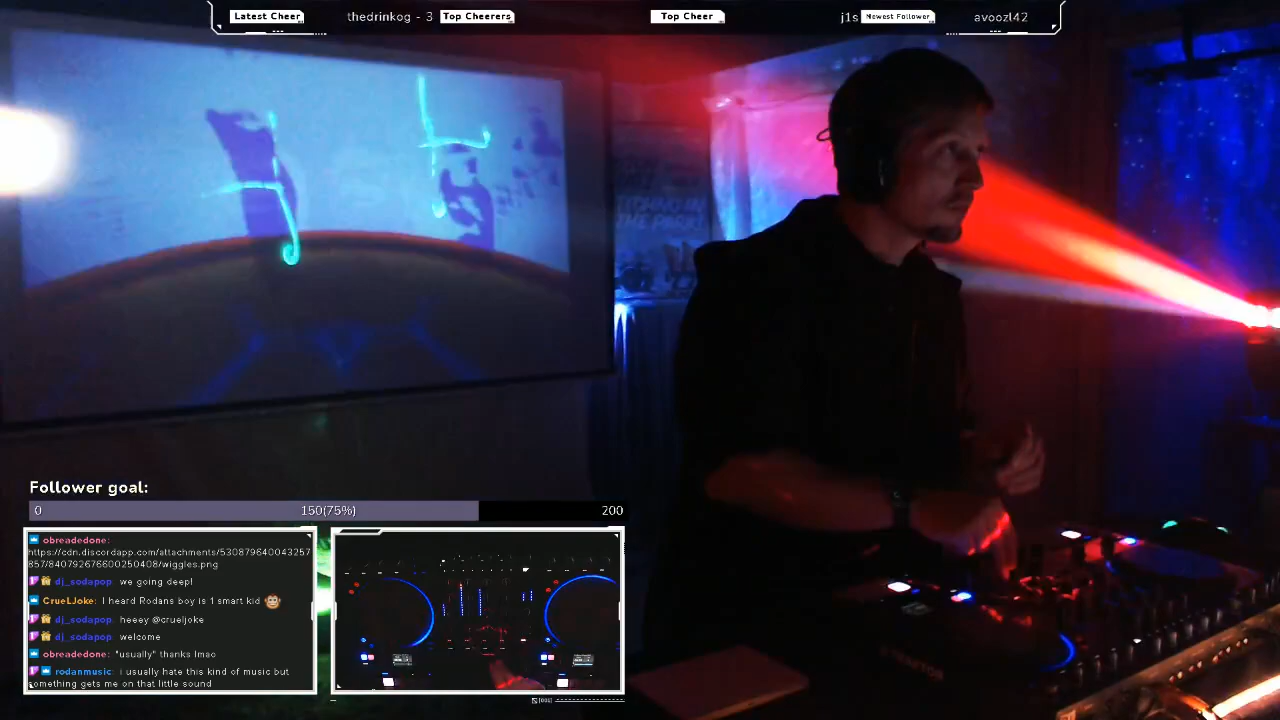 Latest Cheer thedrinkog - 3 Top Cheerers Top Cheer j1s Newest Follower avoozl42
Follower goal:
0 150(75%) 200
obreadedone:
https://cdn.discordapp.com/attachments/530879640043257
857/840792676600250408/wiggles.png
dj_sodapop: we going deep!
CrueLJoke: I heard Rodans boy is 1 smart kid
dj_sodapop: heeey @crueljoke
dj_sodapop: welcome
obreadedone: "usually" thanks lmao
rodanmusic: i usually hate this kind of music but
something gets me on that little sound